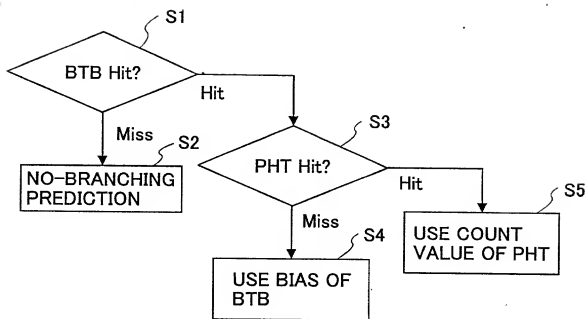 S1
BTB Hit?
Hit
Miss
S2
NO-BRANCHING
PREDICTION
S3
PHT Hit?
Hit
Miss
S4
USE BIAS OF
BTB
S5
USE COUNT
VALUE OF PHT